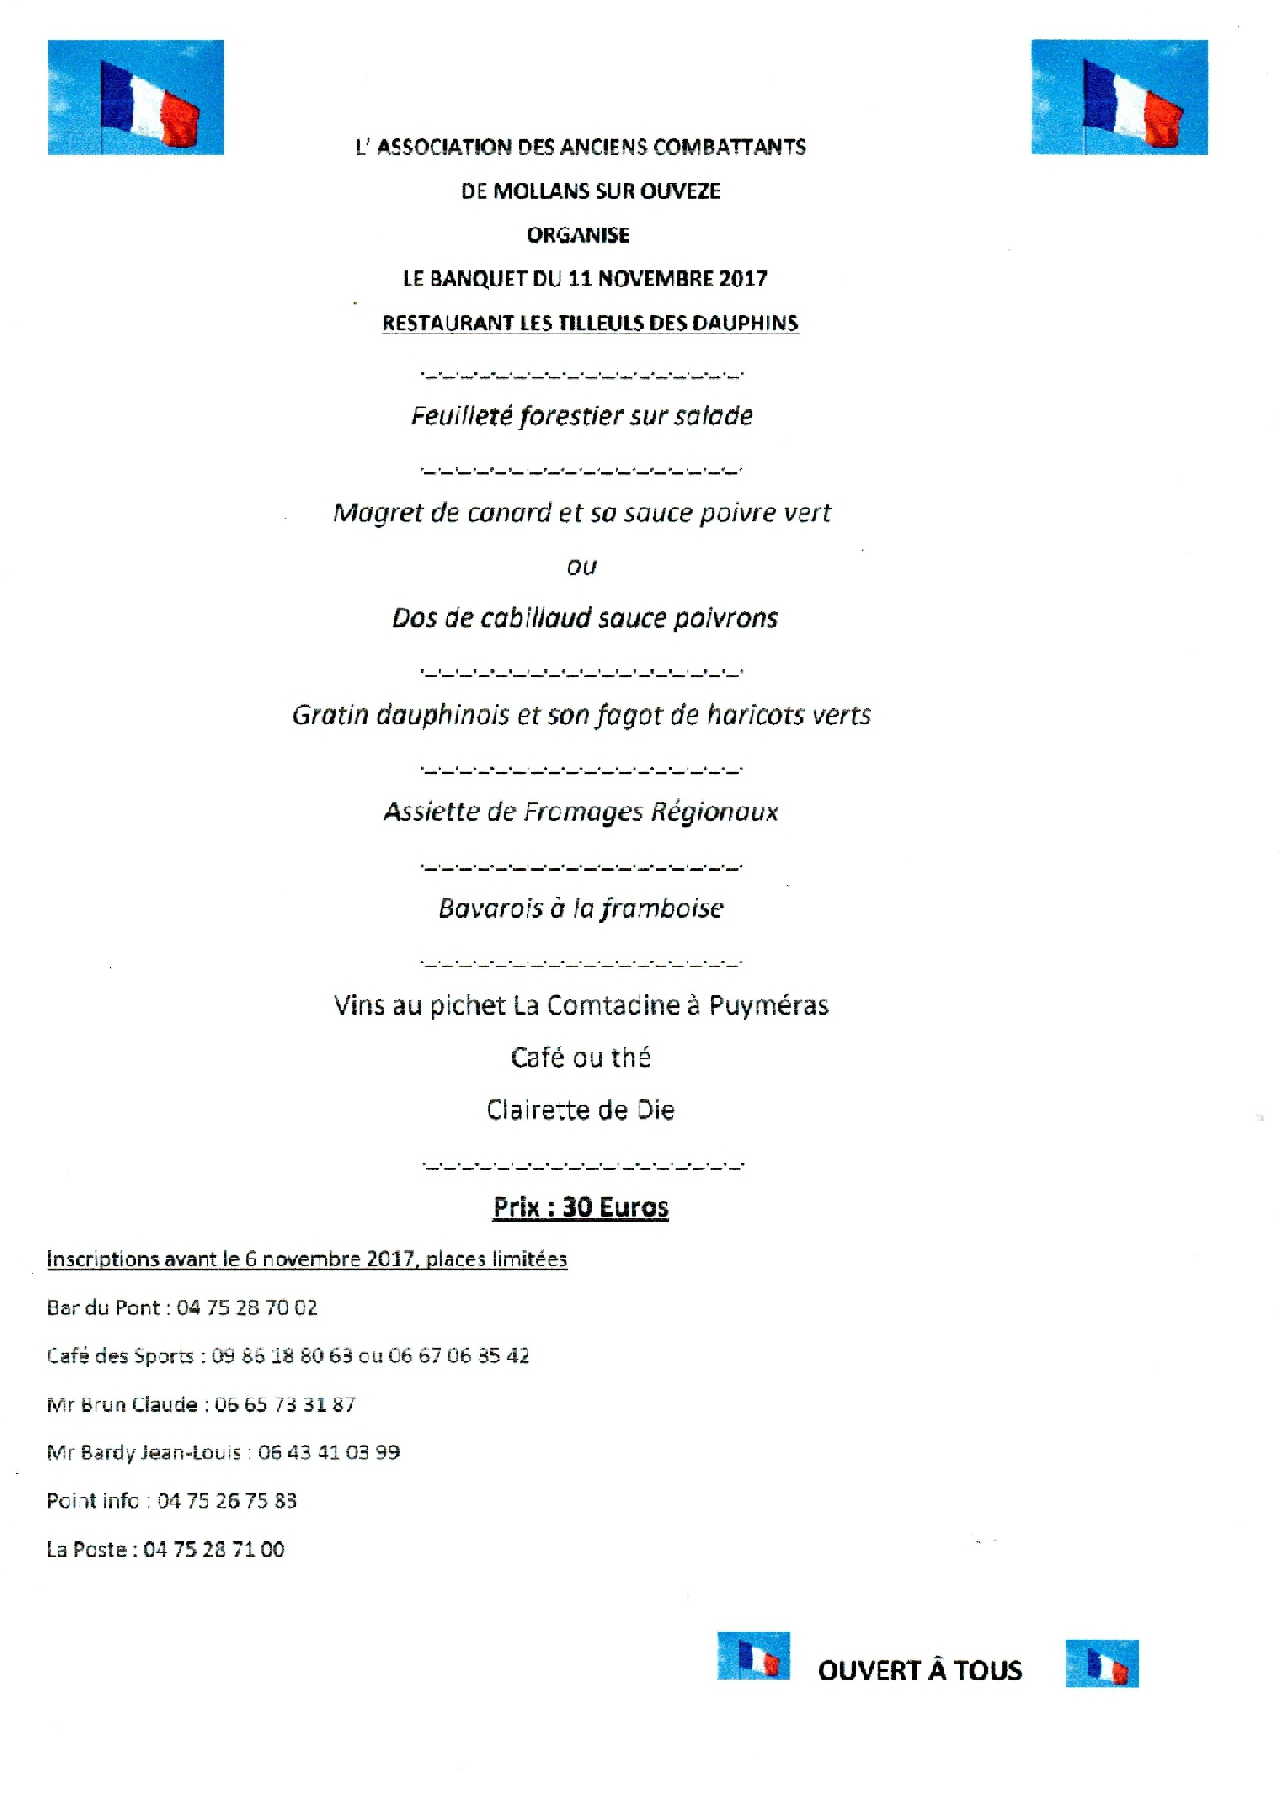 L' ASSOCIATION DES ANCIENS COMBATTANTS
DE MOLLANS SUR OUVEZE
ORGANISE
LE BANQUET DU 11 NOVEMBRE 2017
RESTAURANT LES TILLEULS DES DAUPHINS
Feuilleté forestier sur salade
Magret de canard et sa sauce poivre vert
ou
Dos de cabillaud sauce poivrons
Gratin dauphinois et son fagot de haricots verts
Assiette de Fromages Régionaux
Bavarois à la framboise
Vins au pichet La Comtadine à Puyméras
Café ou thé
Clairette de Die
Prix : 30 Euros
Inscriptions avant le 6 novembre 2017, places limitées
Bar du Pont : 04 75 28 70 02
Café des Sports : 09 86 18 80 63 ou 06 67 06 35 42
Mr Brun Claude : 06 65 73 31 87
Mr Bardy Jean-Louis : 06 43 41 03 99
Point info : 04 75 26 75 83
La Poste : 04 75 28 71 00
OUVERT À TOUS